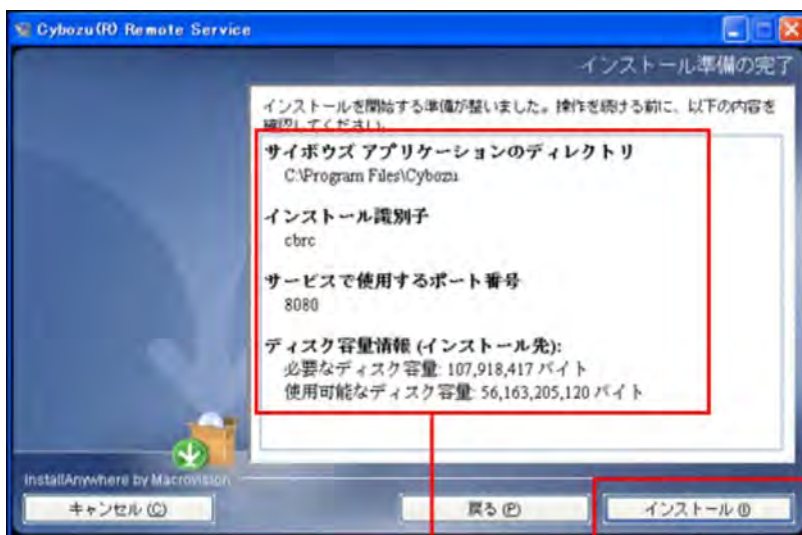 Cybozu(R) Remote Service
インストール準備の完了
インストールを開始する準備が整いました。操作を続ける前に、以下の内容を
確認してください。
サイボウズ アプリケーションのディレクトリ
C:\Program Files\Cybozu
インストール識別子
cbrc
サービスで使用するポート番号
8080
ディスク容量情報 (インストール先):
必要なディスク容量: 107,918,417 バイト
使用可能なディスク容量: 56,163,205,120 バイト
InstallAnywhere by Macrovision
キャンセル (C)
戻る (P)
インストール (I)